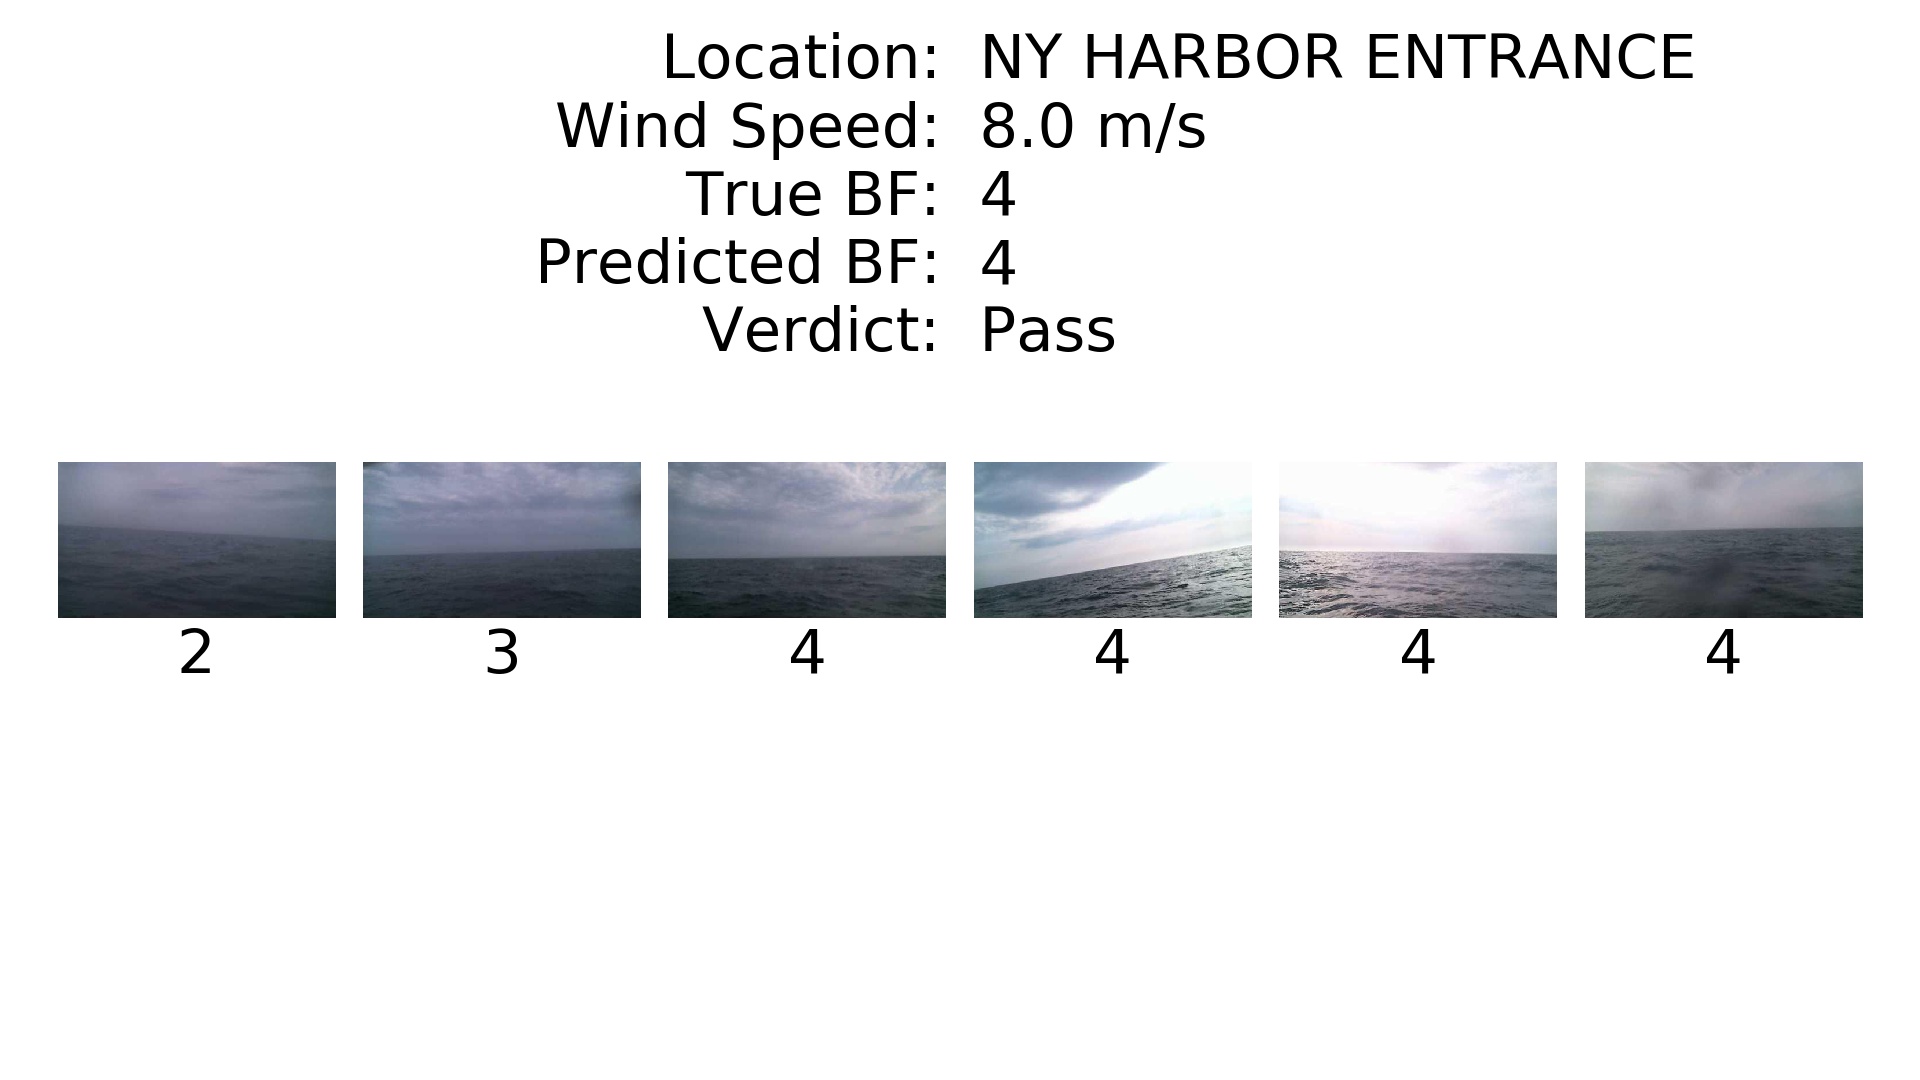 Location: NY HARBOR ENTRANCE
Wind Speed: 8.0 m/s
True BF: 4
Predicted BF: 4
Verdict: Pass
2 3 4 4 4 4